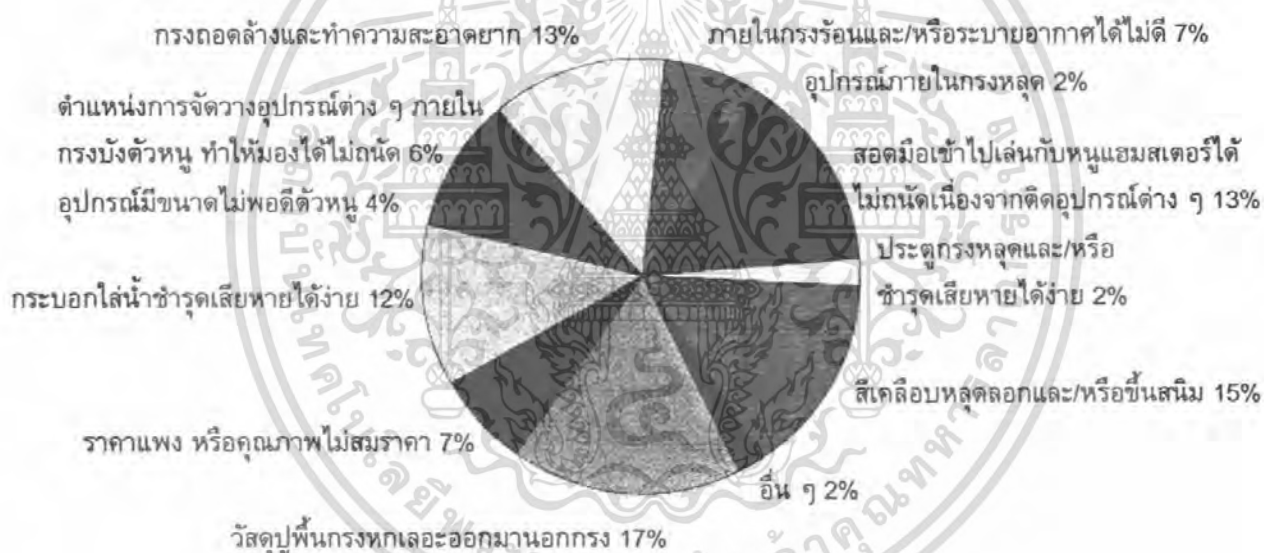 กรงถอดล้างและทำความสะอาดยาก 13%
ภายในกรงร้อนและ/หรือระบายอากาศได้ไม่ดี 7%
อุปกรณ์ภายในกรงหลุด 2%
ตำแหน่งการจัดวางอุปกรณ์ต่าง ๆ ภายใน
กรงบังตัวหนู ทำให้มองได้ไม่ถนัด 6%
สอดมือเข้าไปเล่นกับหนูแฮมสเตอร์ได้
ไม่ถนัดเนื่องจากติดอุปกรณ์ต่าง ๆ 13%
อุปกรณ์มีขนาดไม่พอดีตัวหนู 4%
ประตูกรงหลุดและ/หรือ
ชำรุดเสียหายได้ง่าย 2%
กระบอกใส่น้ำชำรุดเสียหายได้ง่าย 12%
สีเคลือบหลุดลอกและ/หรือขึ้นสนิม 15%
ราคาแพง หรือคุณภาพไม่สมราคา 7%
อื่น ๆ 2%
วัสดุปูพื้นกรงหกเลอะออกมานอกกรง 17%